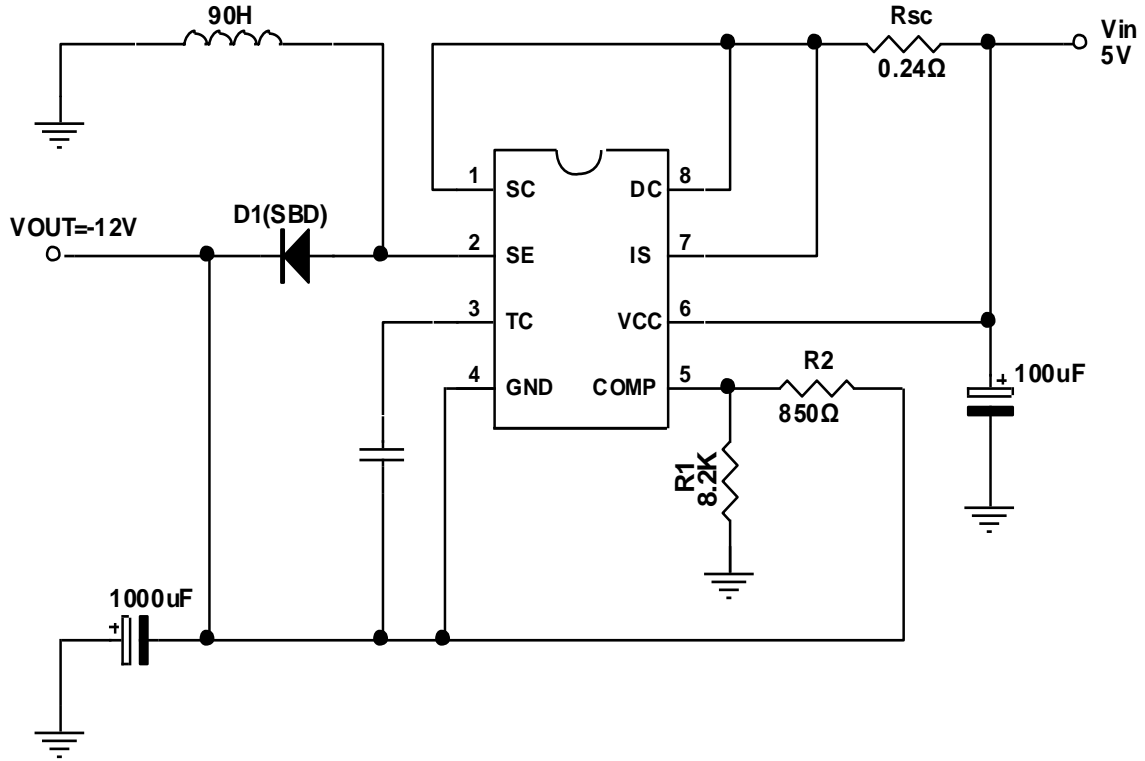 90H
Rsc
0.24Ω
Vin
5V
1
SC
DC
8
VOUT=-12V
D1(SBD)
2
SE
IS
7
3
TC
VCC
6
4
GND
COMP
5
R2
850Ω
+
100uF
R1
8.2K
1000uF
+